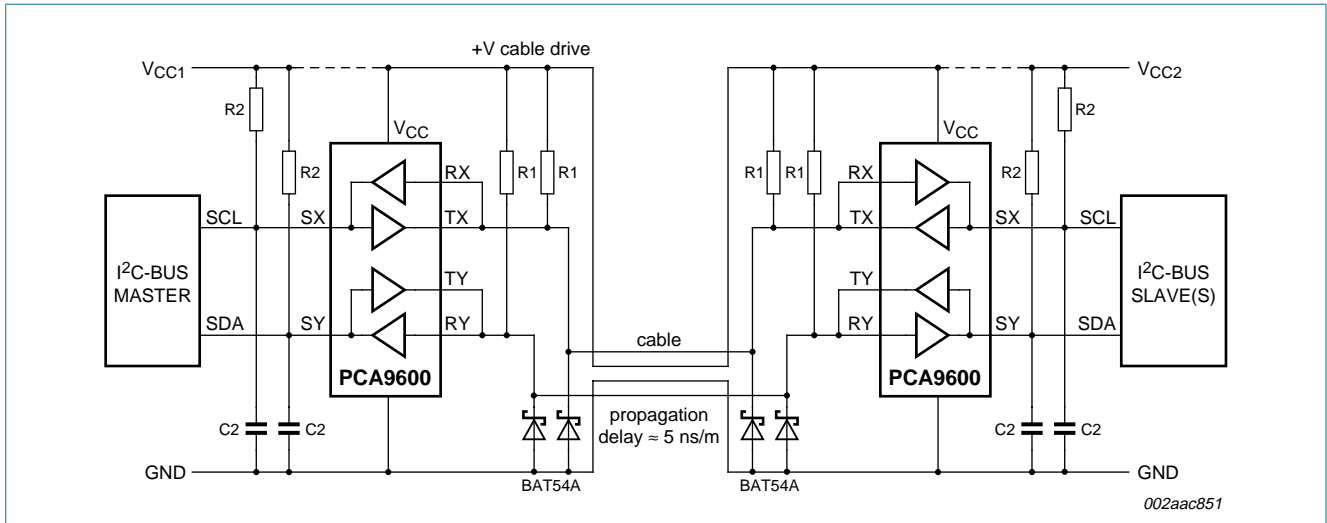 +V cable drive
VCC1
VCC2
R2
R2
VCC
R1
R1
R1
R1
VCC
R2
R2
RX
RX
SCL
SX
TX
TX
SX
SCL
I2C-BUS
MASTER
I2C-BUS
SLAVE(S)
TY
TY
SDA
SY
RY
RY
SY
SDA
cable
PCA9600
PCA9600
propagation
delay ≈ 5 ns/m
C2
C2
C2
C2
GND
GND
BAT54A
BAT54A
002aac851